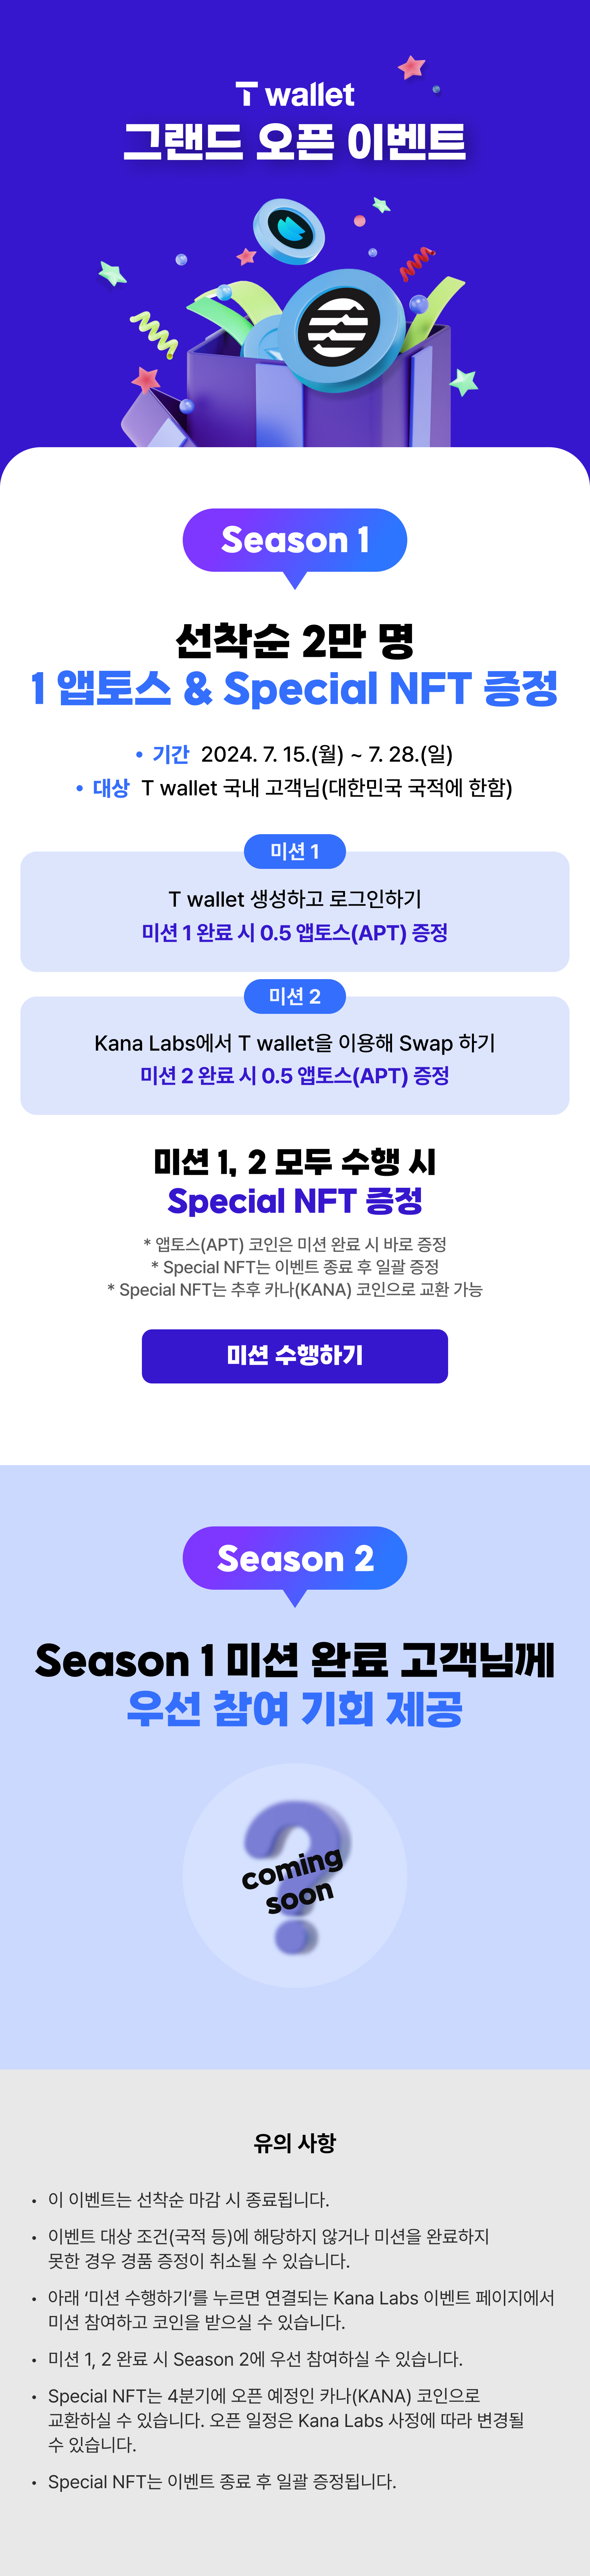 T wallet
그랜드 오픈 이벤트
Season 1
선착순 2만 명
1 앱토스 & Special NFT 증정
• 기간 2024. 7. 15.(월) ~ 7. 28.(일)
• 대상 T wallet 국내 고객님(대한민국 국적에 한함)
미션 1
T wallet 생성하고 로그인하기
미션 1 완료 시 0.5 앱토스(APT) 증정
미션 2
Kana Labs에서 T wallet을 이용해 Swap 하기
미션 2 완료 시 0.5 앱토스(APT) 증정
미션 1, 2 모두 수행 시
Special NFT 증정
* 앱토스(APT) 코인은 미션 완료 시 바로 증정
* Special NFT는 이벤트 종료 후 일괄 증정
* Special NFT는 추후 카나(KANA) 코인으로 교환 가능
미션 수행하기
Season 2
Season 1 미션 완료 고객님께
우선 참여 기회 제공
?
coming
soon
유의 사항
• 이 이벤트는 선착순 마감 시 종료됩니다.
• 이벤트 대상 조건(국적 등)에 해당하지 않거나 미션을 완료하지
못한 경우 경품 증정이 취소될 수 있습니다.
• 아래 ‘미션 수행하기’를 누르면 연결되는 Kana Labs 이벤트 페이지에서
미션 참여하고 코인을 받으실 수 있습니다.
• 미션 1, 2 완료 시 Season 2에 우선 참여하실 수 있습니다.
• Special NFT는 4분기에 오픈 예정인 카나(KANA) 코인으로
교환하실 수 있습니다. 오픈 일정은 Kana Labs 사정에 따라 변경될
수 있습니다.
• Special NFT는 이벤트 종료 후 일괄 증정됩니다.